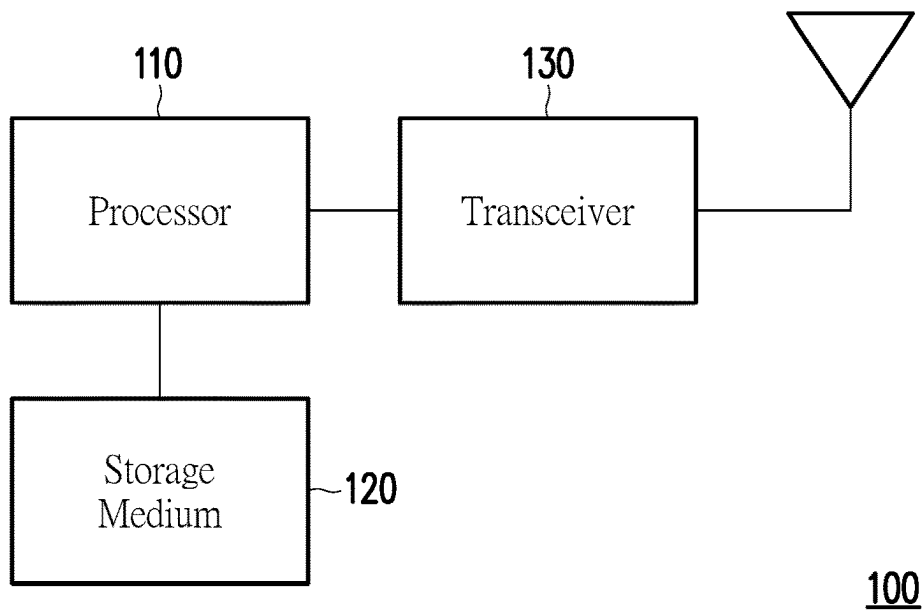 110
130
Processor
Transceiver
Storage
Medium
120
100